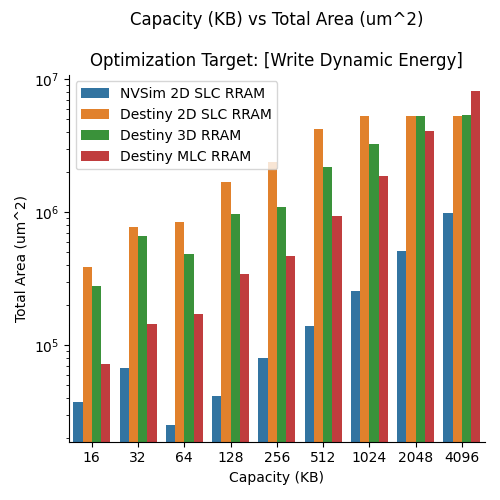 Capacity (KB) vs Total Area (um^2)
Optimization Target: [Write Dynamic Energy]
10^7
10^6
10^5
Total Area (um^2)
NVSim 2D SLC RRAM
Destiny 2D SLC RRAM
Destiny 3D RRAM
Destiny MLC RRAM
16 32 64 128 256 512 1024 2048 4096
Capacity (KB)